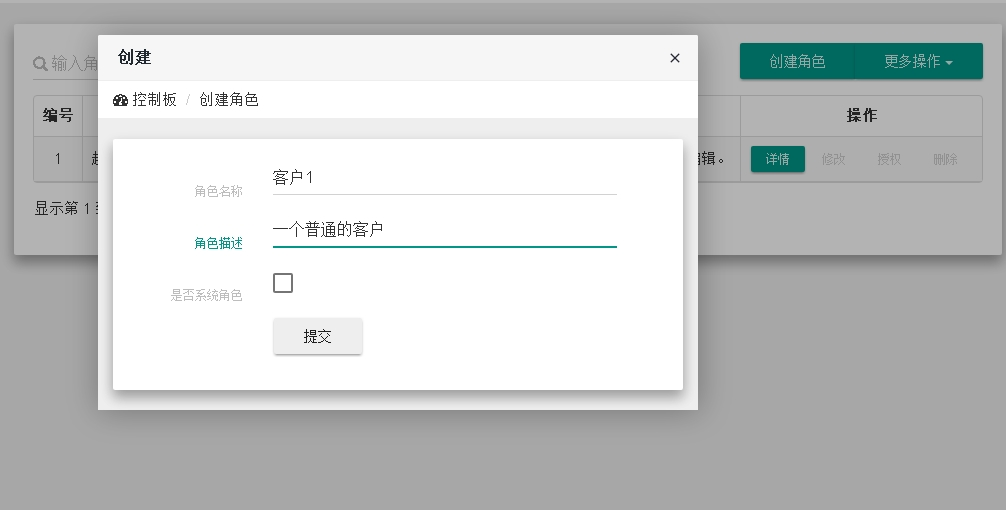 创建
×
输入角
创建角色
更多操作
控制板 / 创建角色
编号
操作
1
辑。
详情
修改
授权
删除
显示第 1
角色名称
客户1
角色描述
一个普通的客户
是否系统角色
提交